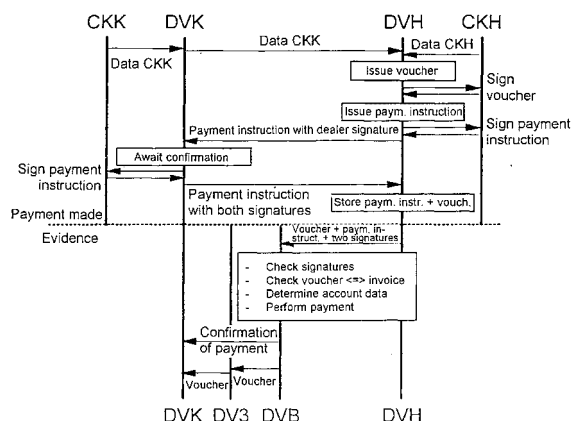 CKK DVK DVH CKH
Data CKK Data CKH
Data CKK
Issue voucher
Sign
voucher
Issue paym. instruction
Payment instruction with dealer signature
Sign payment
instruction
Await confirmation
Sign payment
instruction
Payment instruction
with both signatures
Store paym. instr. + vouch.
Payment made
Evidence
Voucher + paym. in-
struct. + two signatures
- Check signatures
- Check voucher <=> invoice
- Determine account data
- Perform payment
Confirmation
of payment
Voucher Voucher
DVK DV3 DVB DVH